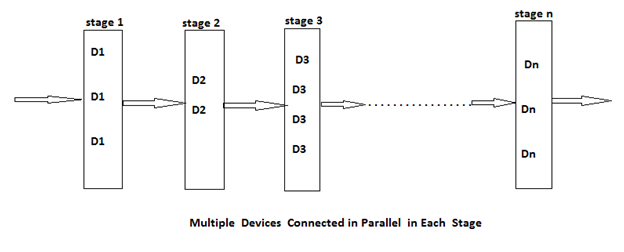 stage 1
D1
D1
D1
stage 2
D2
D2
stage 3
D3
D3
D3
D3
stage n
Dn
Dn
Dn
Multiple Devices Connected in Parallel in Each Stage